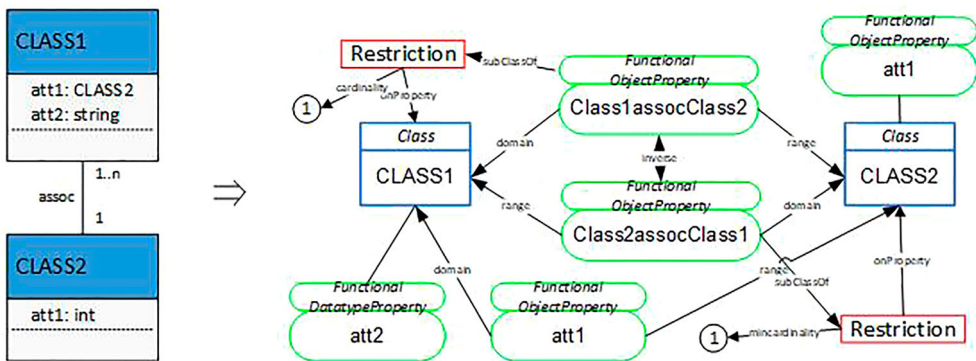 CLASS1
att1: CLASS2
att2: string
1..n
assoc
1
CLASS2
att1: int
⇒
Restriction
cardinality
onProperty
1
subClassOf
Functional
ObjectProperty
Class1assocClass2
Functional
ObjectProperty
att1
Class
CLASS1
domain
range
inverse
range
domain
Class
CLASS2
Functional
ObjectProperty
Class2assocClass1
domain
range
subClassOf
onProperty
Functional
DatatypeProperty
att2
Functional
ObjectProperty
att1
1
mincardinality
Restriction